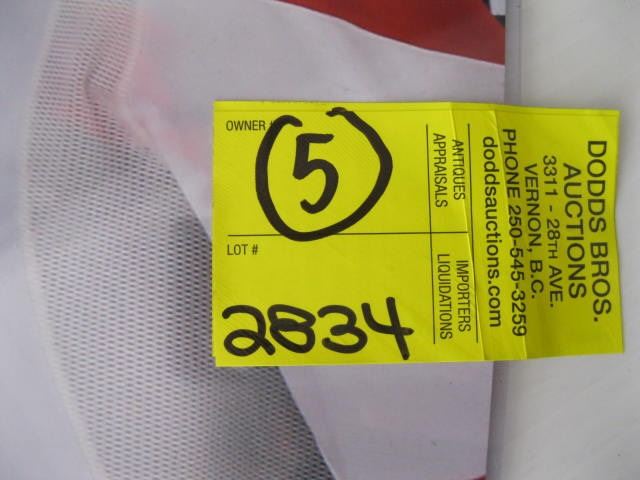 OWNER #
5
LOT #
2834
ANTIQUES
APPRAISALS
IMPORTERS
LIQUIDATIONS
DODDS BROS.
AUCTIONS
3311 - 28TH AVE.
VERNON, B.C.
PHONE 250-545-3259
doddsauctions.com